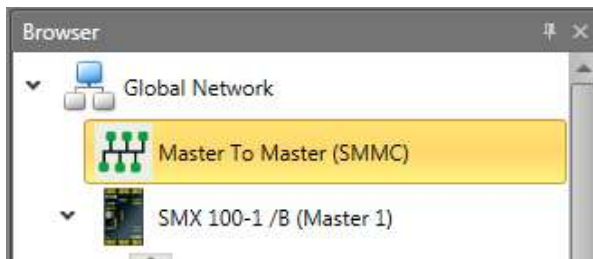 Browser
Global Network
Master To Master (SMMC)
SMX 100-1 /B (Master 1)